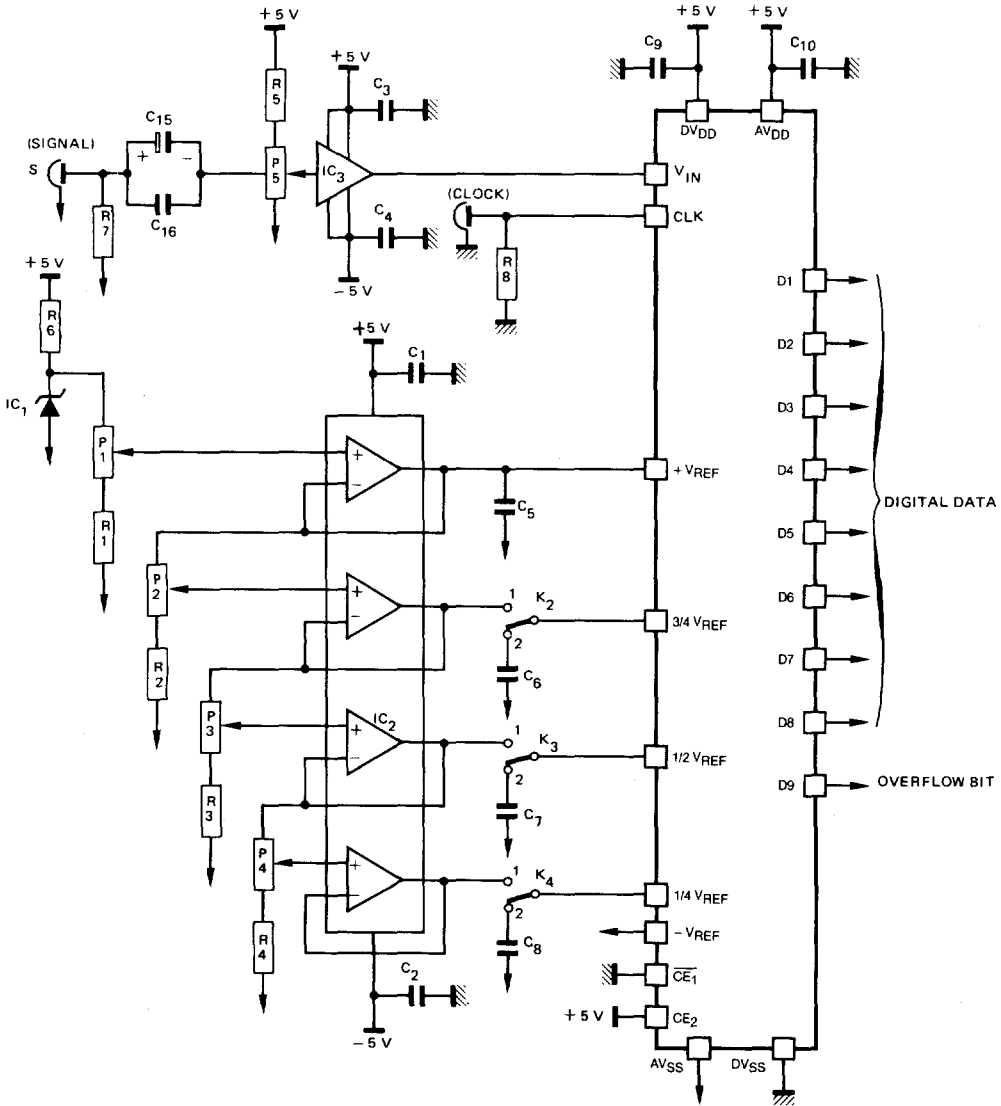 +5 V
+5 V
+5 V
+5 V
+5 V
C9
C10
C3
R5
DVDD
AVDD
C15
(SIGNAL)
S
+
−
P5
IC3
VIN
(CLOCK)
CLK
C16
R7
C4
R8
−5 V
+5 V
R6
+5 V
C1
IC1
D1
D2
D3
D4
D5
D6
D7
D8
DIGITAL DATA
D9
OVERFLOW BIT
P1
R1
+
−
+VREF
C5
P2
R2
+
−
1
K2
2
3/4 VREF
C6
P3
R3
+
−
IC2
1
K3
2
1/2 VREF
C7
P4
R4
+
−
1
K4
2
1/4 VREF
C8
−VREF
CE1
+5 V
CE2
C2
−5 V
AVSS
DVSS